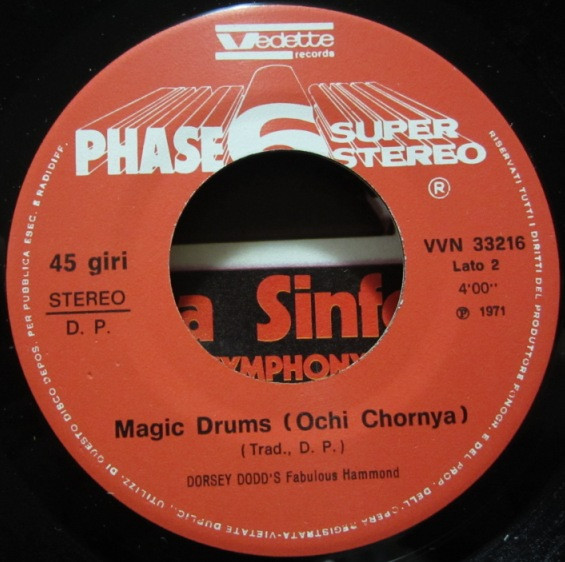 Vedette
records
PHASE 6 SUPER
STEREO
®
45 giri
STEREO
D. P.
VVN 33216
Lato 2
4'00''
℗ 1971
a Sinf
YMPHONY
Magic Drums (Ochi Chornya)
(Trad., D. P.)
DORSEY DODD'S Fabulous Hammond
RISERVATI TUTTI I DIRITTI DEL PRODUTTORE FONOGR. E DEL PROP. DELL'OPERA REGISTRATA-VIETATE DUPLIC., UTILIZZ. DI QUESTO DISCO DEPOS. PER PUBBLICA ESEC. E RADIDIFF.